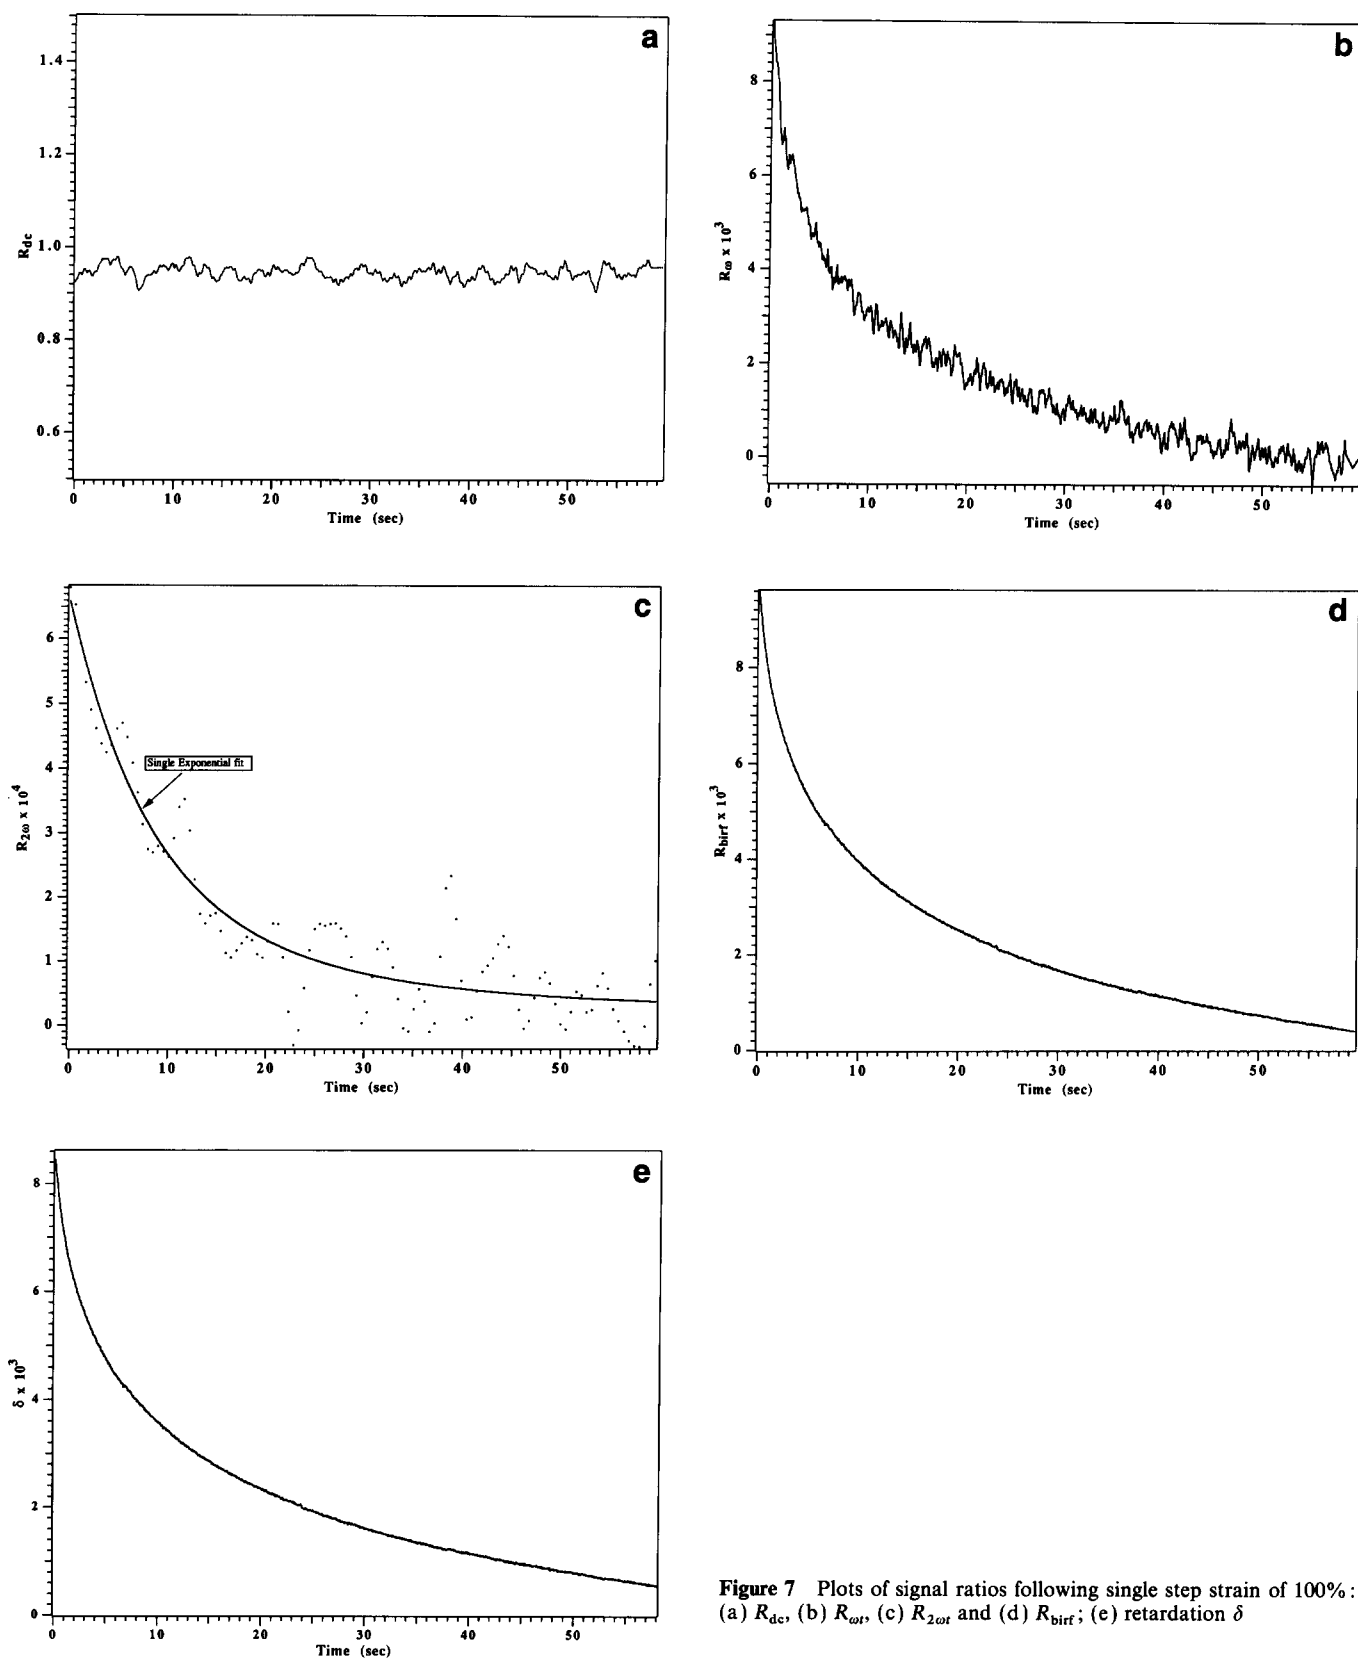 a
1.4
1.2
1.0
0.8
0.6
R_dc
0 10 20 30 40 50
Time (sec)
b
8
6
4
2
0
R_ω x 10^3
0 10 20 30 40 50
Time (sec)
c
6
5
4
3
2
1
0
R_2ω x 10^4
Single Exponential fit
0 10 20 30 40 50
Time (sec)
d
8
6
4
2
0
R_birf x 10^3
0 10 20 30 40 50
Time (sec)
e
8
6
4
2
0
δ x 10^3
0 10 20 30 40 50
Time (sec)
Figure 7 Plots of signal ratios following single step strain of 100%:
(a) R_dc, (b) R_ωt, (c) R_2ωt and (d) R_birf; (e) retardation δ